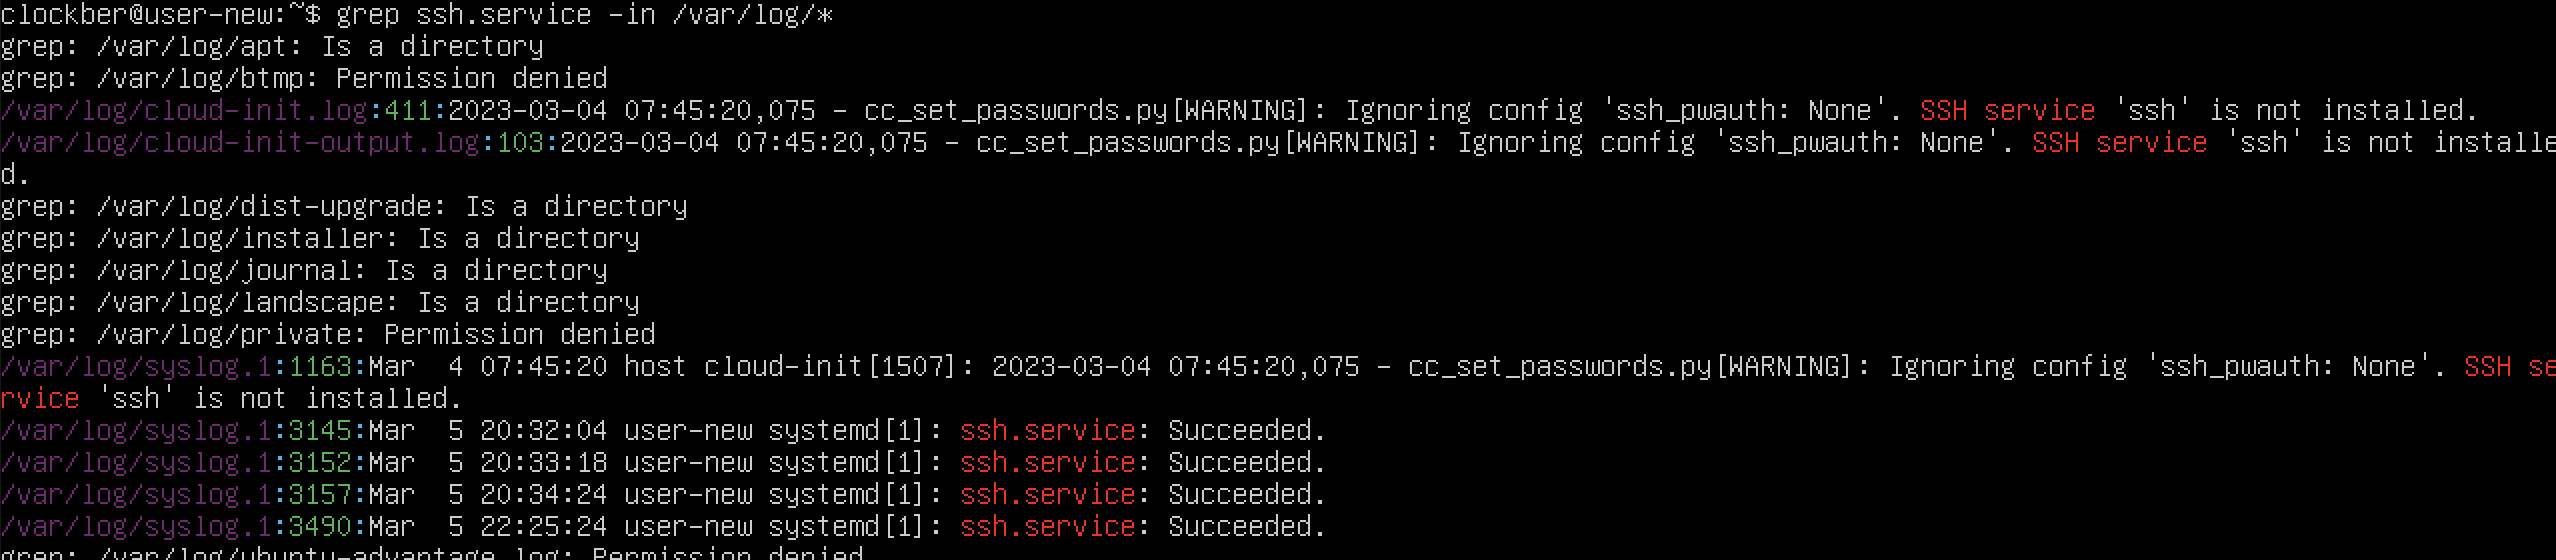 clockber@user-new:~$ grep ssh.service -in /var/log/*
grep: /var/log/apt: Is a directory
grep: /var/log/btmp: Permission denied
/var/log/cloud-init.log:411:2023-03-04 07:45:20,075 - cc_set_passwords.py[WARNING]: Ignoring config 'ssh_pwauth: None'. SSH service 'ssh' is not installed.
/var/log/cloud-init-output.log:103:2023-03-04 07:45:20,075 - cc_set_passwords.py[WARNING]: Ignoring config 'ssh_pwauth: None'. SSH service 'ssh' is not installe
d.
grep: /var/log/dist-upgrade: Is a directory
grep: /var/log/installer: Is a directory
grep: /var/log/journal: Is a directory
grep: /var/log/landscape: Is a directory
grep: /var/log/private: Permission denied
/var/log/syslog.1:1163:Mar  4 07:45:20 host cloud-init[1507]: 2023-03-04 07:45:20,075 - cc_set_passwords.py[WARNING]: Ignoring config 'ssh_pwauth: None'. SSH se
rvice 'ssh' is not installed.
/var/log/syslog.1:3145:Mar  5 20:32:04 user-new systemd[1]: ssh.service: Succeeded.
/var/log/syslog.1:3152:Mar  5 20:33:18 user-new systemd[1]: ssh.service: Succeeded.
/var/log/syslog.1:3157:Mar  5 20:34:24 user-new systemd[1]: ssh.service: Succeeded.
/var/log/syslog.1:3490:Mar  5 22:25:24 user-new systemd[1]: ssh.service: Succeeded.
grep: /var/log/ubuntu-advantage.log: Permission denied